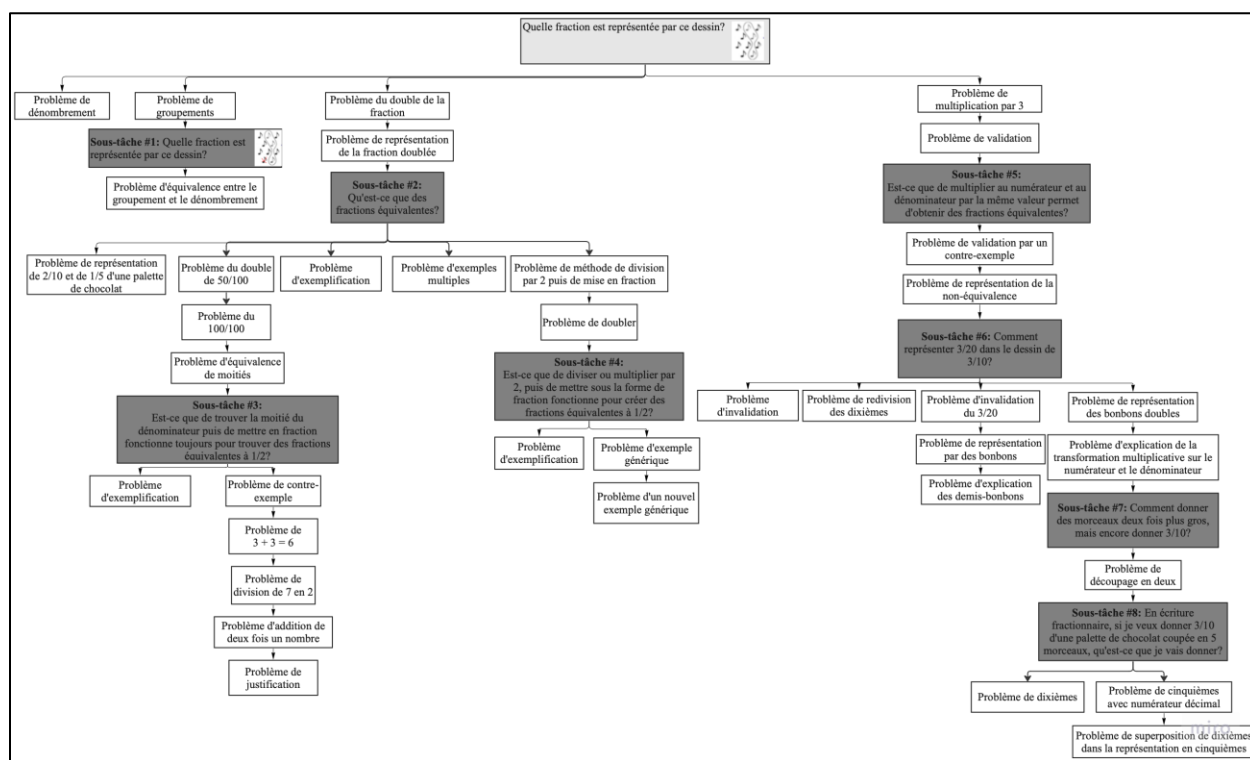 Quelle fraction est représentée par ce dessin?
Problème de
dénombrement
Problème de
groupements
Problème du double de la
fraction
Problème de
multiplication par 3
Sous-tâche #1: Quelle fraction est
représentée par ce dessin?
Problème de représentation
de la fraction doublée
Problème de validation
Problème d'équivalence entre le
groupement et le dénombrement
Sous-tâche #2:
Qu'est-ce que des
fractions équivalentes?
Sous-tâche #5:
Est-ce que de multiplier au numérateur et au
dénominateur par la même valeur permet
d'obtenir des fractions équivalentes?
Problème de représentation
de 2/10 et de 1/5 d'une palette
de chocolat
Problème du double
de 50/100
Problème
d'exemplification
Problème d'exemples
multiples
Problème de méthode de division
par 2 puis de mise en fraction
Problème de validation par un
contre-exemple
Problème de représentation de la
non-équivalence
Problème du
100/100
Problème de doubler
Sous-tâche #6: Comment
représenter 3/20 dans le dessin de
3/10?
Problème d'équivalence
de moitiés
Sous-tâche #4:
Est-ce que de diviser ou multiplier par
2, puis de mettre sous la forme de
fraction fonctionne pour créer des
fractions équivalentes à 1/2?
Sous-tâche #3:
Est-ce que de trouver la moitié du
dénominateur puis de mettre en fraction
fonctionne toujours pour trouver des fractions
équivalentes à 1/2?
Problème
d'invalidation
Problème de redivision
des dixièmes
Problème d'invalidation
du 3/20
Problème de représentation
des bonbons doubles
Problème
d'exemplification
Problème d'exemple
générique
Problème de représentation
par des bonbons
Problème d'explication de la
transformation multiplicative sur le
numérateur et le dénominateur
Problème
d'exemplification
Problème de contre-
exemple
Problème d'un nouvel
exemple générique
Problème d'explication
des demis-bonbons
Sous-tâche #7: Comment donner
des morceaux deux fois plus gros,
mais encore donner 3/10?
Problème de
3 + 3 = 6
Problème de
division de 7 en 2
Problème de
découpage en deux
Problème d'addition de
deux fois un nombre
Sous-tâche #8: En écriture
fractionnaire, si je veux donner 3/10
d'une palette de chocolat coupée en 5
morceaux, qu'est-ce que je vais donner?
Problème de
justification
Problème de dixièmes
Problème de cinquièmes
avec numérateur décimal
miro
Problème de superposition de dixièmes
dans la représentation en cinquièmes